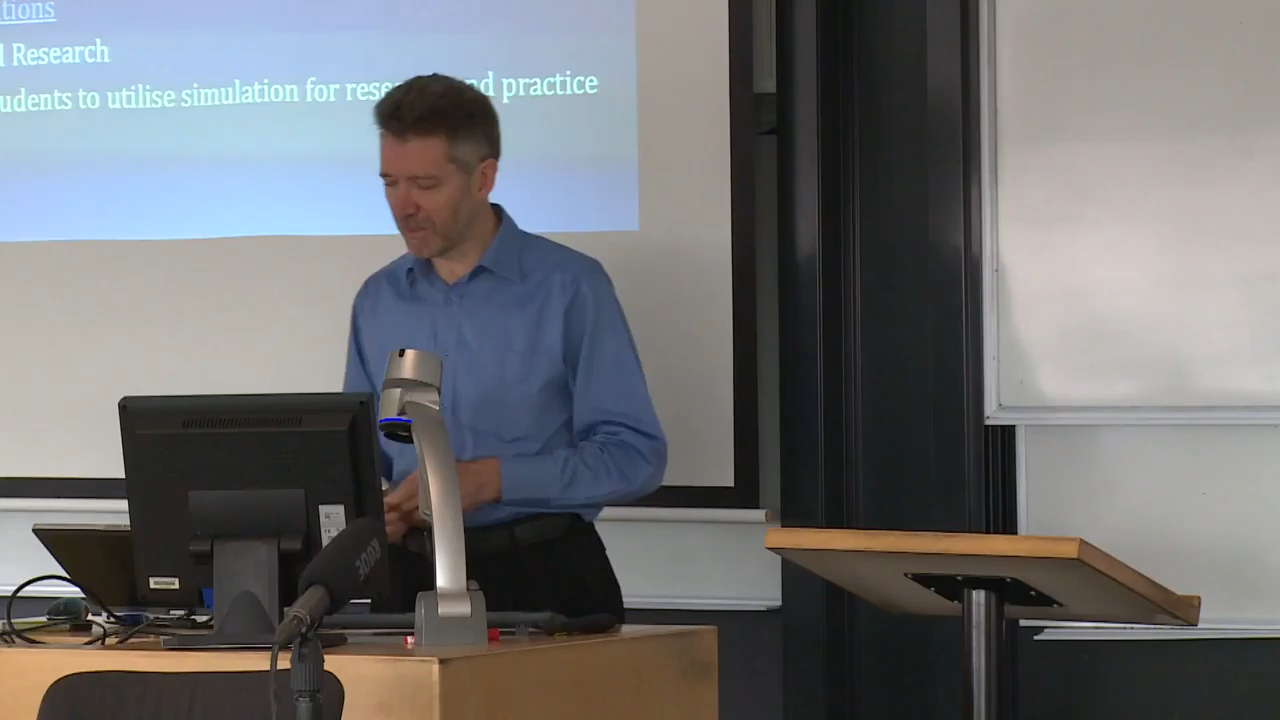 tions
l Research
udents to utilise simulation for rese nd practice
RØDE